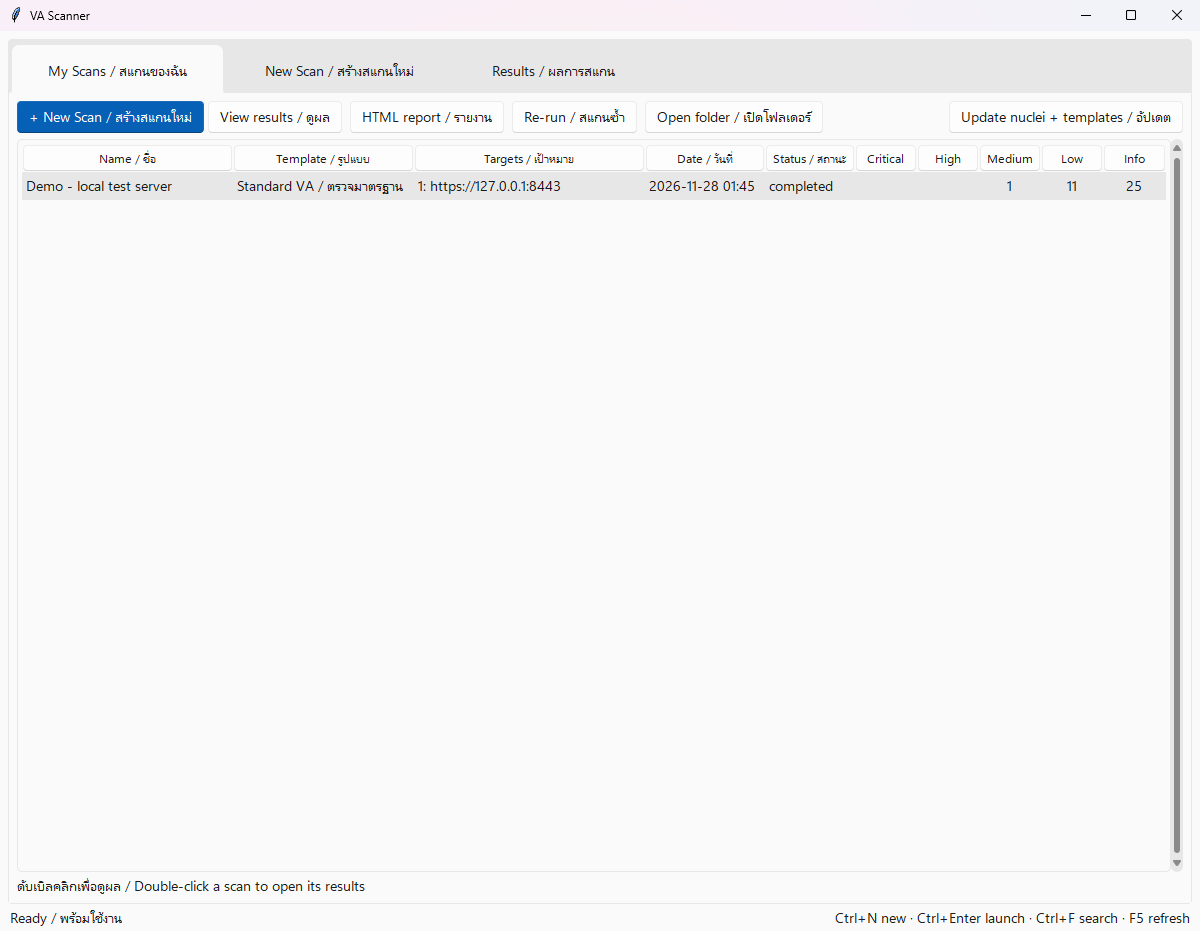 VA Scanner
My Scans / สแกนของฉัน New Scan / สร้างสแกนใหม่ Results / ผลการสแกน
+ New Scan / สร้างสแกนใหม่ View results / ดูผล HTML report / รายงาน Re-run / สแกนซ้ำ Open folder / เปิดโฟลเดอร์ Update nuclei + templates / อัปเดต
Name / ชื่อ Template / รูปแบบ Targets / เป้าหมาย Date / วันที่ Status / สถานะ Critical High Medium Low Info
Demo - local test server Standard VA / ตรวจมาตรฐาน 1: https://127.0.0.1:8443 2026-11-28 01:45 completed 1 11 25
ดับเบิลคลิกเพื่อดูผล / Double-click a scan to open its results
Ready / พร้อมใช้งาน Ctrl+N new · Ctrl+Enter launch · Ctrl+F search · F5 refresh